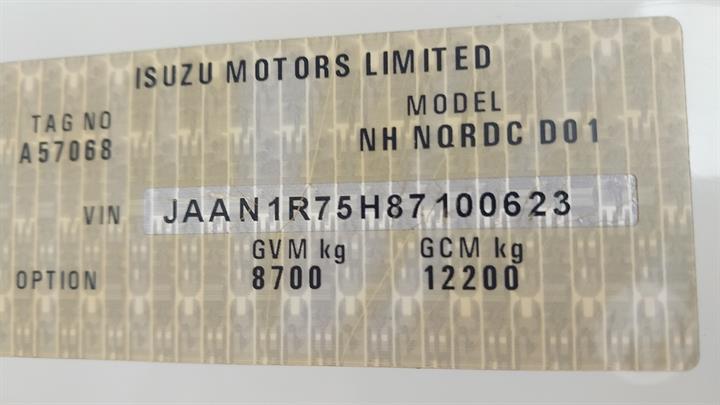 ISUZU MOTORS LIMITED
TAG NO MODEL
A57068 NH NQRDC D01
VIN JAAN1R75H87100623
GVM kg GCM kg
OPTION 8700 12200